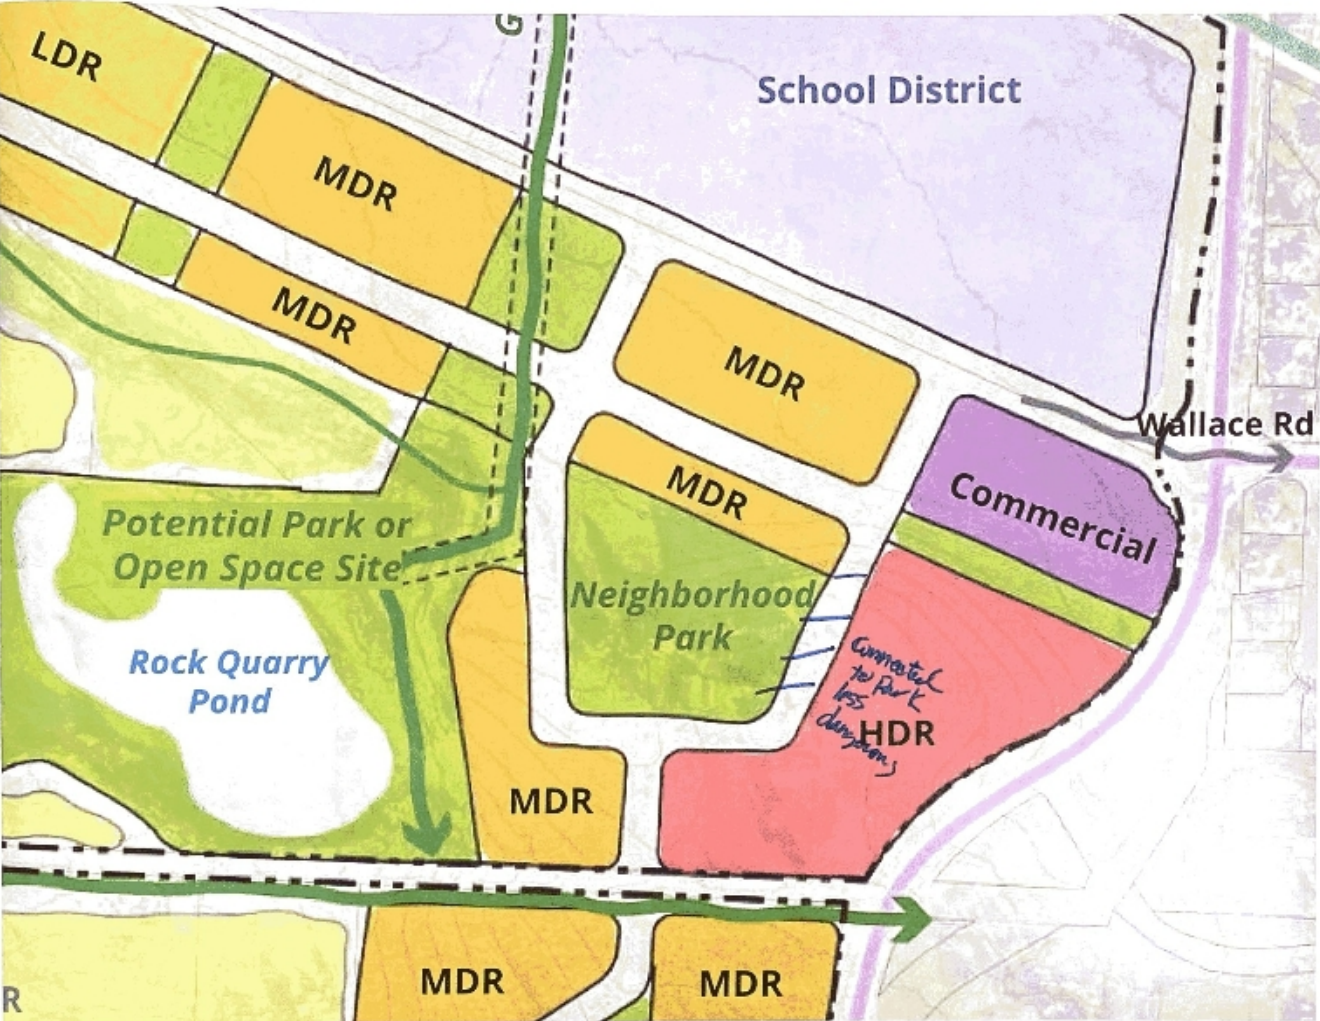 G
LDR
School District
MDR
MDR
MDR
Wallace Rd
MDR
Commercial
Potential Park or
Open Space Site
Neighborhood
Park
Rock Quarry
Pond
Connected
to Park
less
dangerous
HDR
MDR
MDR
MDR
R